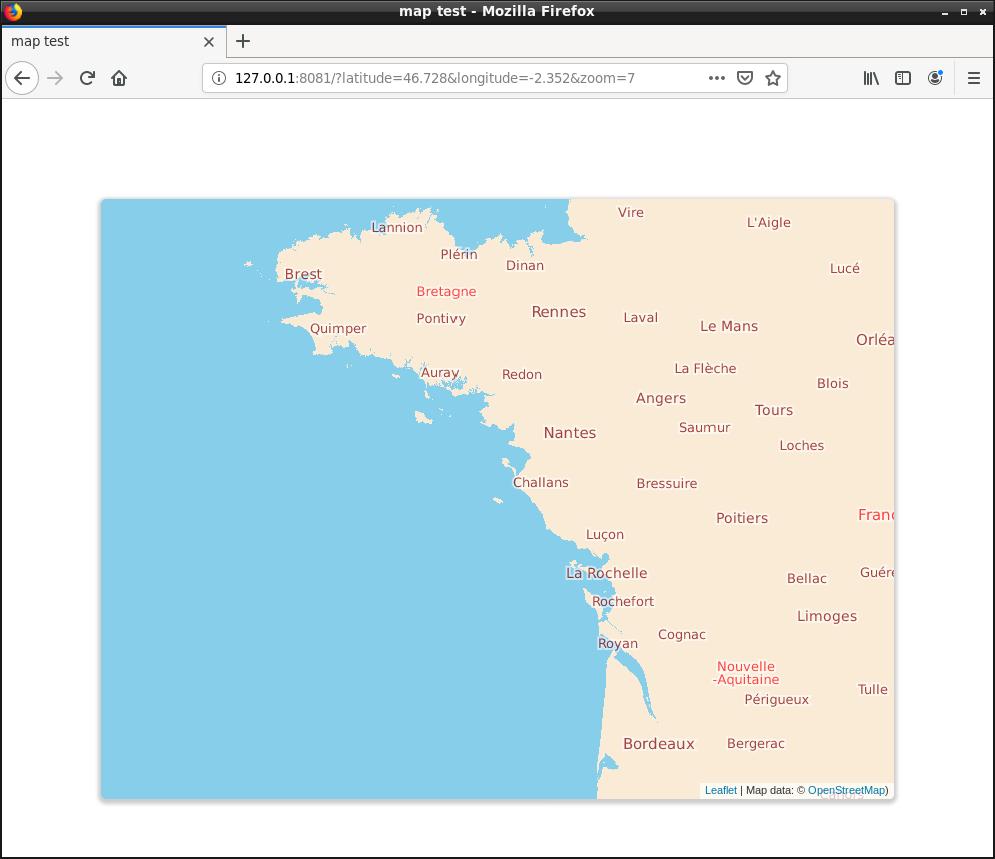 map test - Mozilla Firefox
map test
127.0.0.1:8081/?latitude=46.728&longitude=-2.352&zoom=7
Vire
L'Aigle
Lannion
Plérin
Dinan
Lucé
Brest
Bretagne
Pontivy
Rennes
Laval
Le Mans
Quimper
Orléa
Auray
Redon
La Flèche
Blois
Angers
Tours
Nantes
Saumur
Loches
Challans
Bressuire
Poitiers
Franc
Luçon
La Rochelle
Bellac
Guére
Rochefort
Limoges
Royan
Cognac
Nouvelle
-Aquitaine
Périgueux
Tulle
Bordeaux
Bergerac
Leaflet | Map data: © OpenStreetMap)